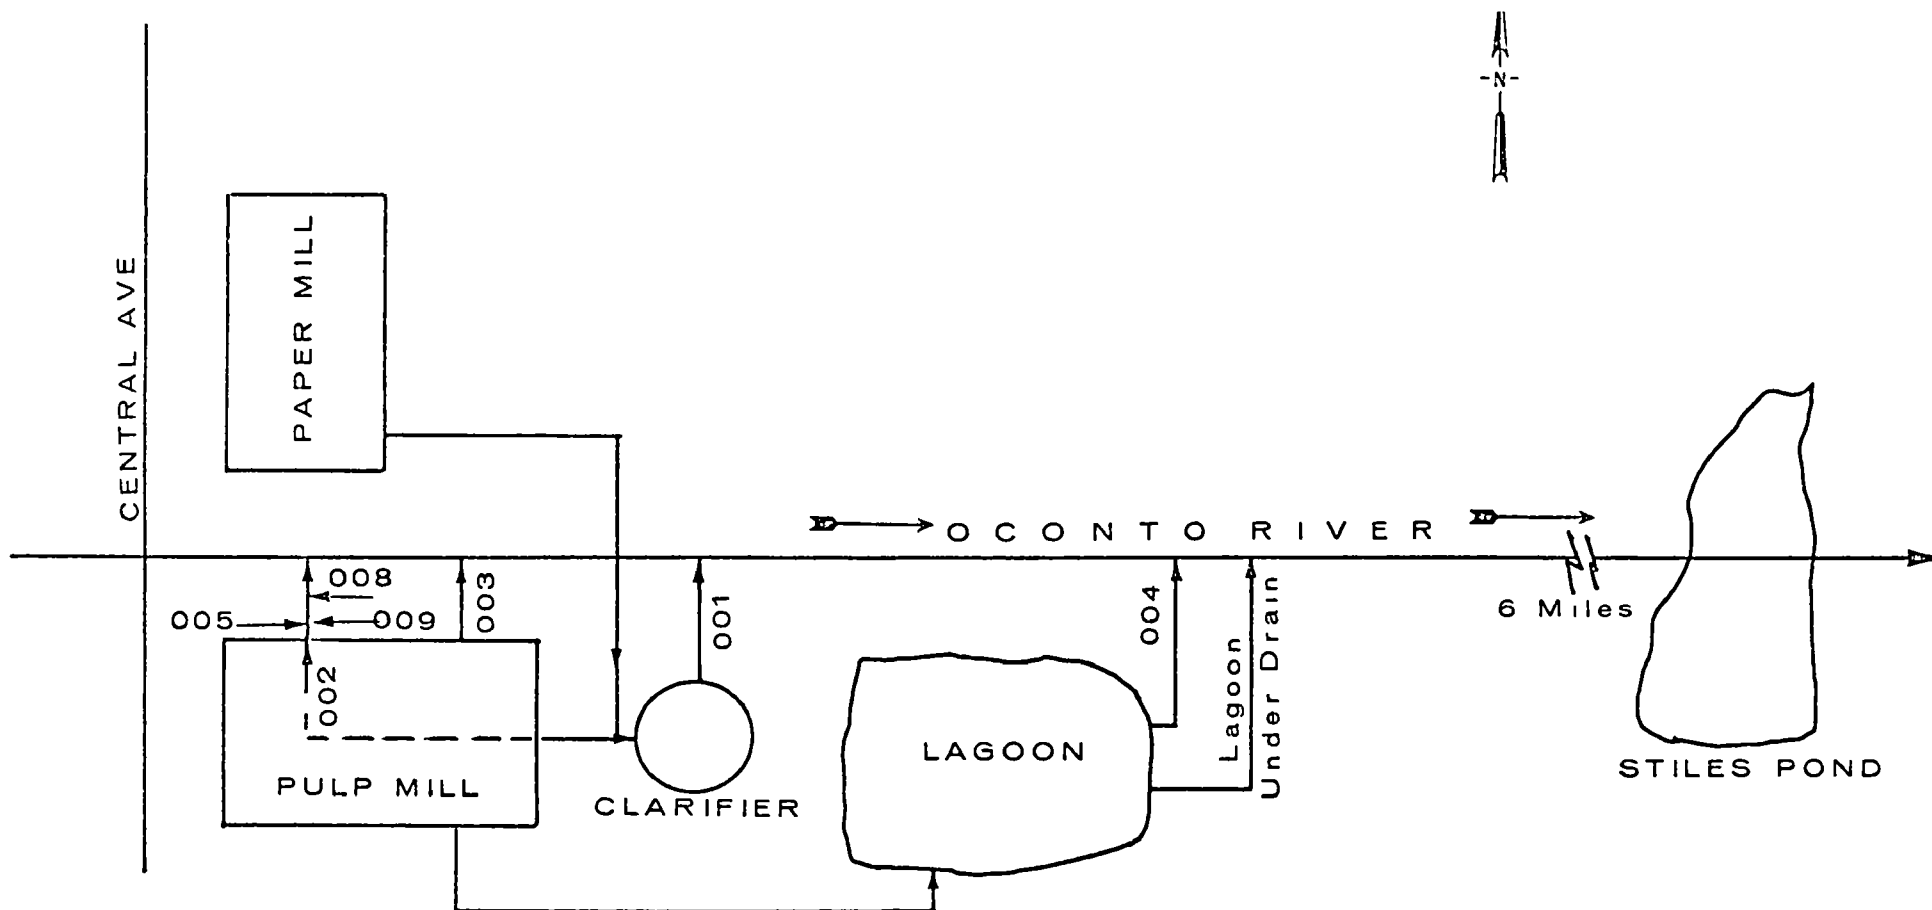 -N-
CENTRAL AVE
PAPER MILL
OCONTO RIVER
008
005
009
003
001
004
Lagoon
Under Drain
6 Miles
002
PULP MILL
CLARIFIER
LAGOON
STILES POND